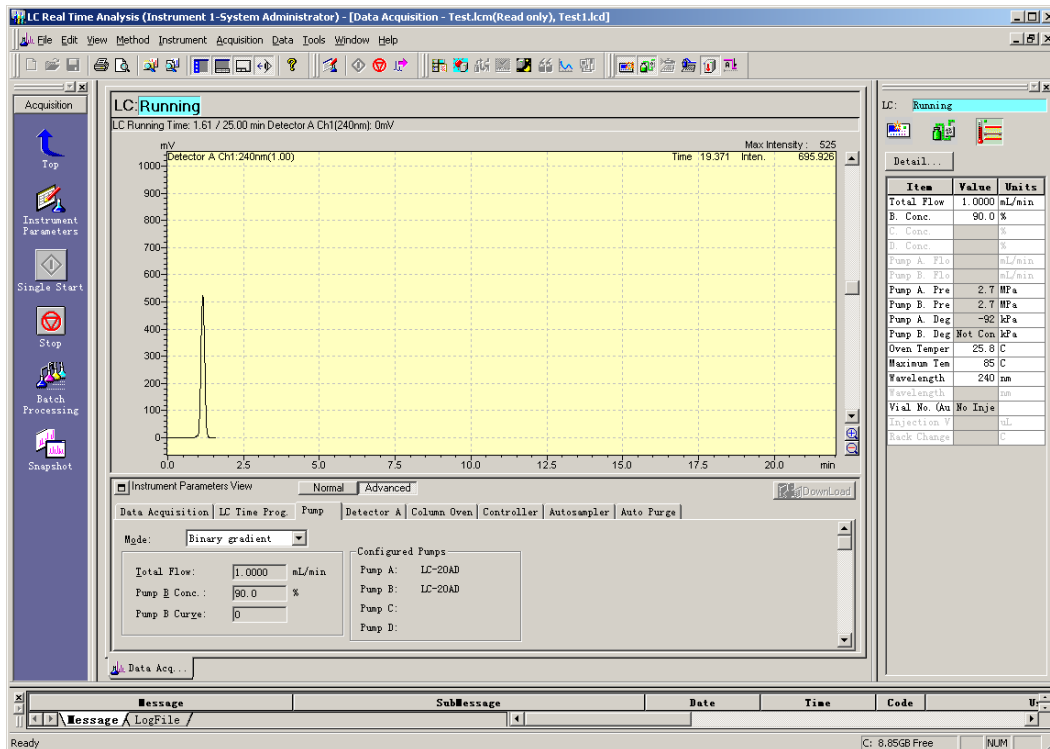 LC Real Time Analysis (Instrument 1-System Administrator) - [Data Acquisition - Test.lcm(Read only), Test1.lcd]
File Edit View Method Instrument Acquisition Data Tools Window Help
Acquisition
Top
Instrument
Parameters
Single Start
Stop
Batch
Processing
Snapshot
LC: Running
LC Running Time: 1.61 / 25.00 min Detector A Ch1(240nm): 0mV
mV
Max Intensity : 525
Detector A Ch1:240nm(1.00)
Time 19.371 Inten. 695.926
1000
900
800
700
600
500
400
300
200
100
0
0.0 2.5 5.0 7.5 10.0 12.5 15.0 17.5 20.0 min
Instrument Parameters View Normal Advanced DownLoad
Data Acquisition LC Time Prog. Pump Detector A Column Oven Controller Autosampler Auto Purge
Mode: Binary gradient
Total Flow: 1.0000 mL/min
Pump B Conc.: 90.0 %
Pump B Curve: 0
Configured Pumps
Pump A: LC-20AD
Pump B: LC-20AD
Pump C:
Pump D:
Data Acq...
LC: Running
Detail...
Item Value Units
Total Flow 1.0000 mL/min
B. Conc. 90.0 %
C. Conc. %
D. Conc. %
Pump A. Flo mL/min
Pump B. Flo mL/min
Pump A. Pre 2.7 MPa
Pump B. Pre 2.7 MPa
Pump A. Deg -92 kPa
Pump B. Deg Not Con kPa
Oven Temper 25.8 C
Maximum Tem 85 C
Wavelength 240 nm
Wavelength nm
Vial No. (Au No Inje
Injection V uL
Rack Change C
Message SubMessage Date Time Code U
Message LogFile
Ready C: 8.85GB Free NUM